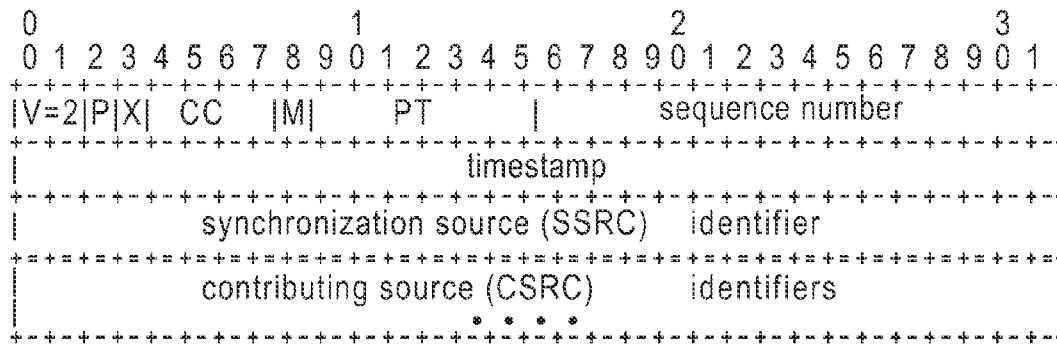 0 1 2 3
0 1 2 3 4 5 6 7 8 9 0 1 2 3 4 5 6 7 8 9 0 1 2 3 4 5 6 7 8 9 0 1
+-+-+-+-+-+-+-+-+-+-+-+-+-+-+-+-+-+-+-+-+-+-+-+-+-+-+-+-+-+-+-+-
|V=2|P|X| CC |M| PT | sequence number
+-+-+-+-+-+-+-+-+-+-+-+-+-+-+-+-+-+-+-+-+-+-+-+-+-+-+-+-+-+-+-+-
| timestamp
+-+-+-+-+-+-+-+-+-+-+-+-+-+-+-+-+-+-+-+-+-+-+-+-+-+-+-+-+-+-+-+-
| synchronization source (SSRC) identifier
+=+=+=+=+=+=+=+=+=+=+=+=+=+=+=+=+=+=+=+=+=+=+=+=+=+=+=+=+=+=+=+=
| contributing source (CSRC) identifiers
| ....
+-+-+-+-+-+-+-+-+-+-+-+-+-+-+-+-+-+-+-+-+-+-+-+-+-+-+-+-+-+-+-+-